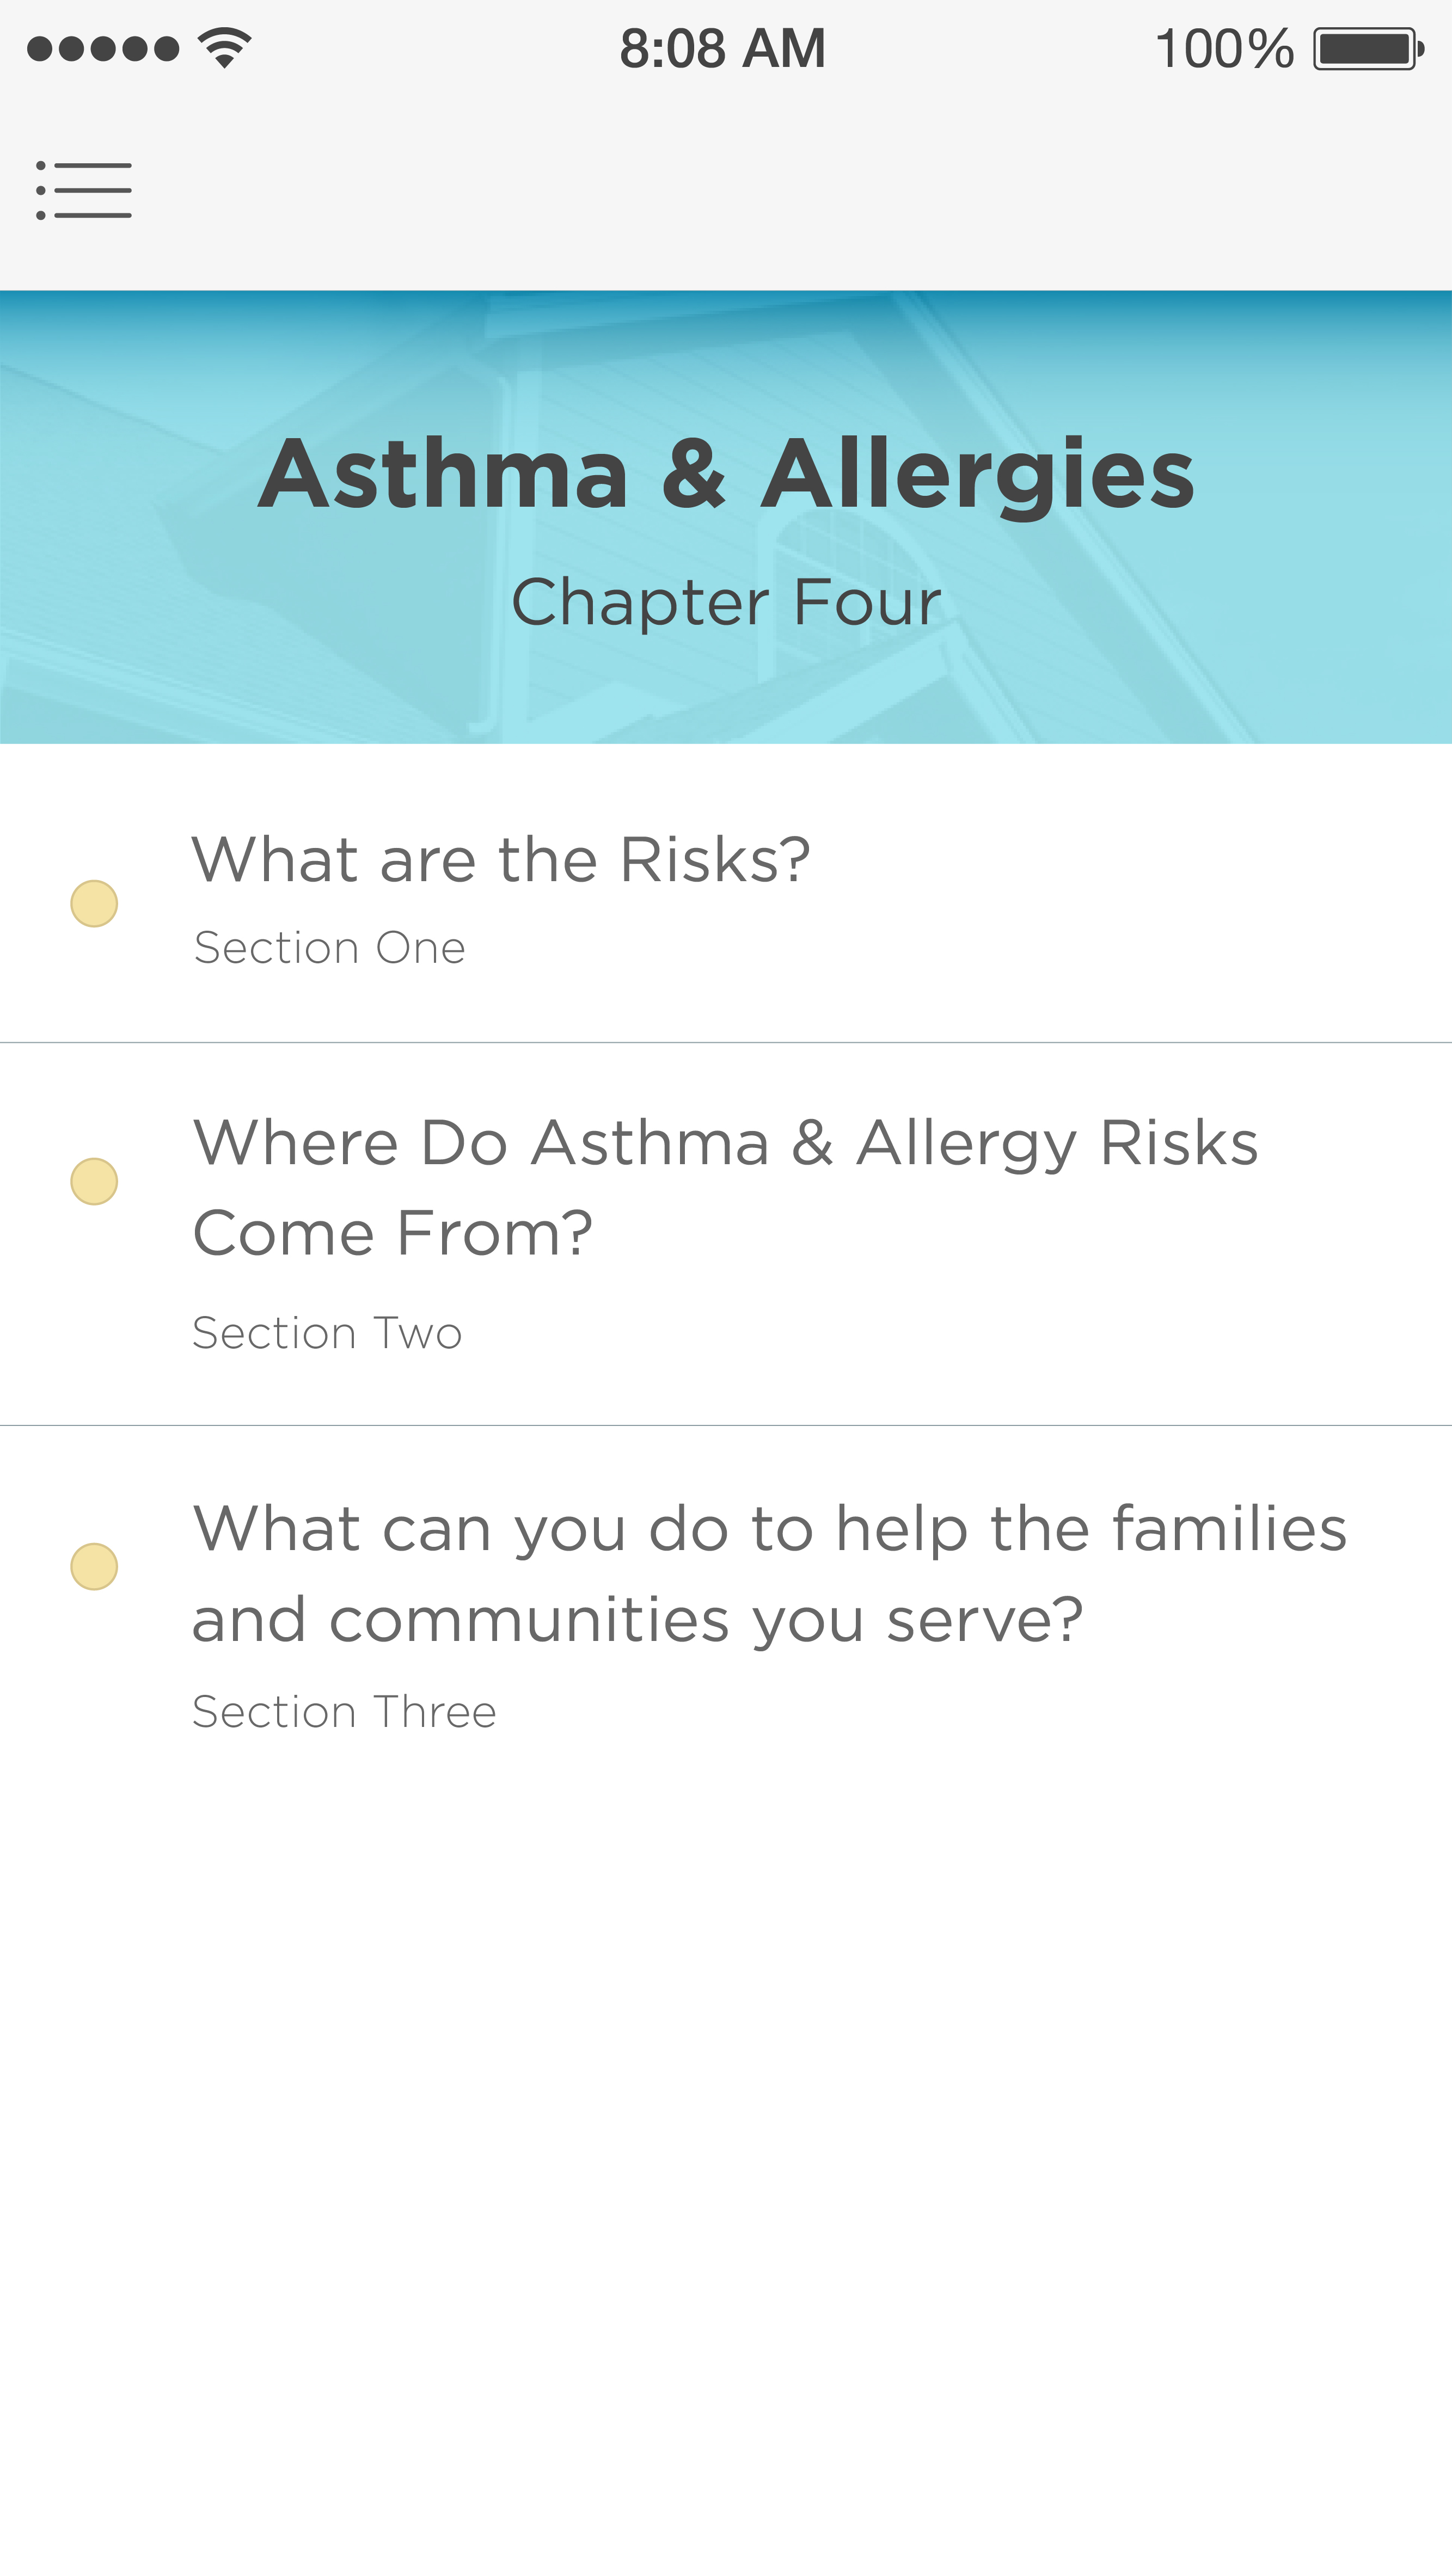 8:08 AM
100%
Asthma & Allergies
Chapter Four
What are the Risks?
Section One
Where Do Asthma & Allergy Risks
Come From?
Section Two
What can you do to help the families
and communities you serve?
Section Three